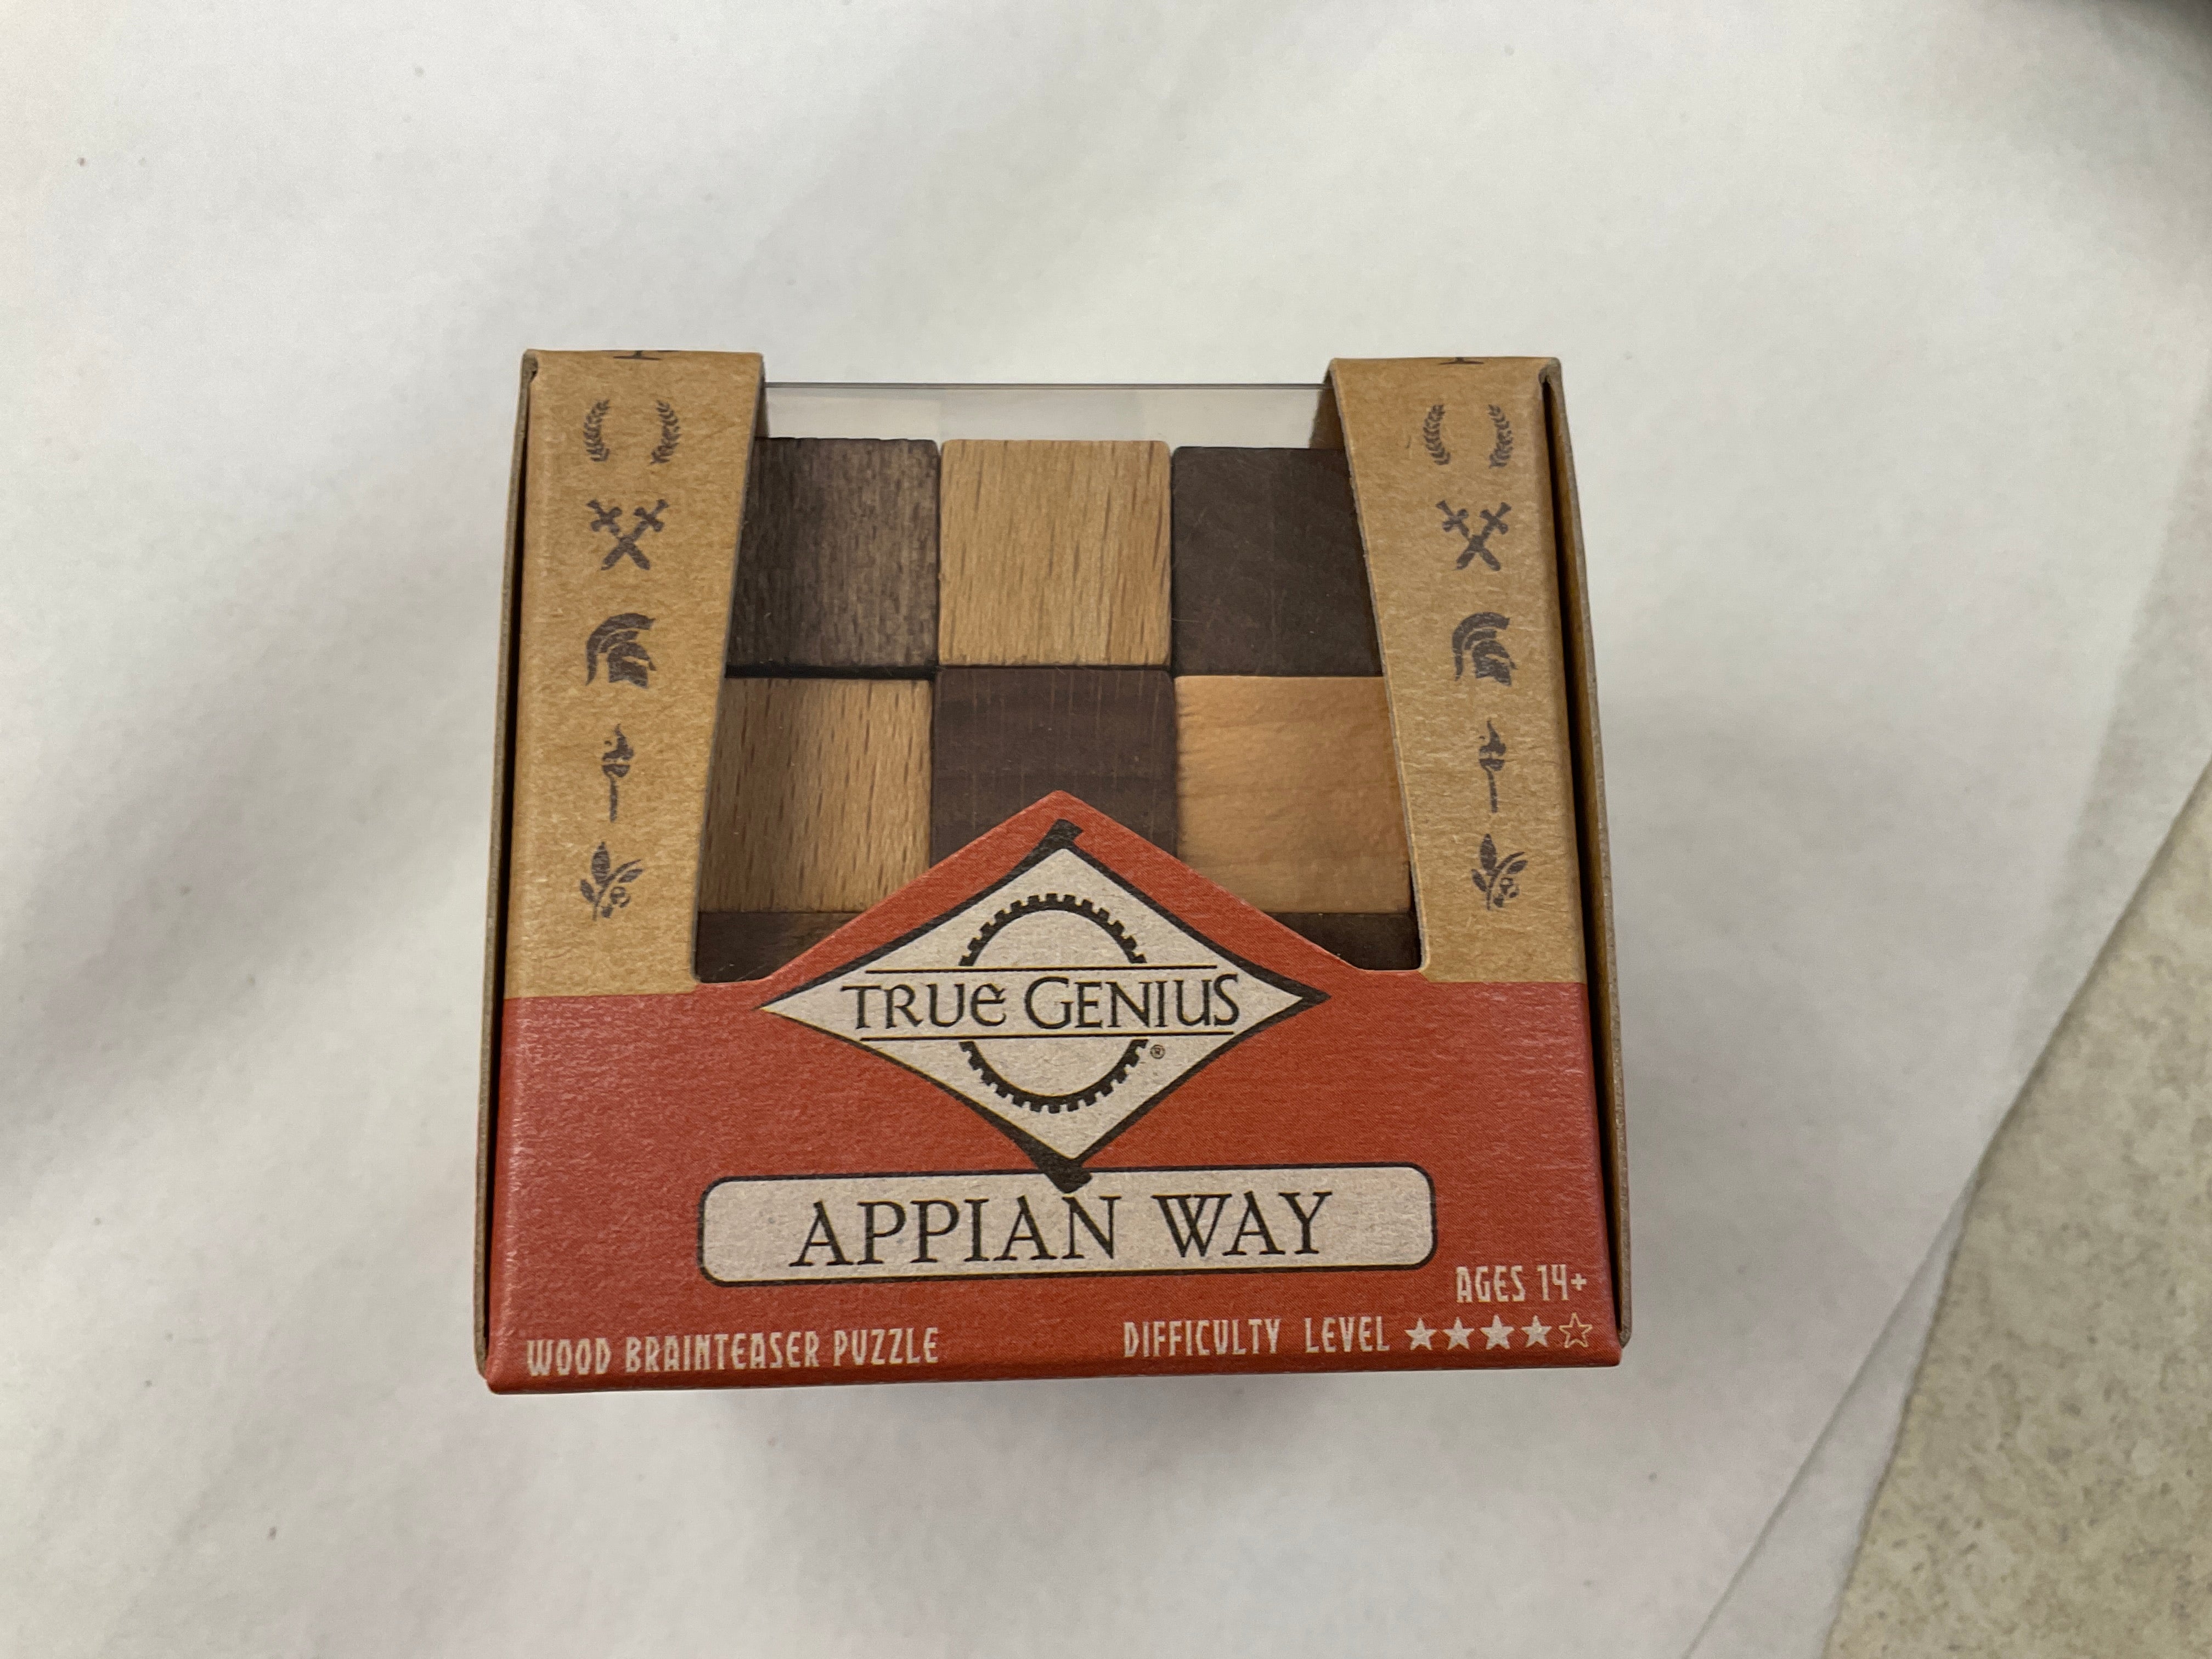 TRUE GENIUS
®
APPIAN WAY
AGES 14+
WOOD BRAINTEASER PUZZLE
DIFFICULTY LEVEL ★★★★☆